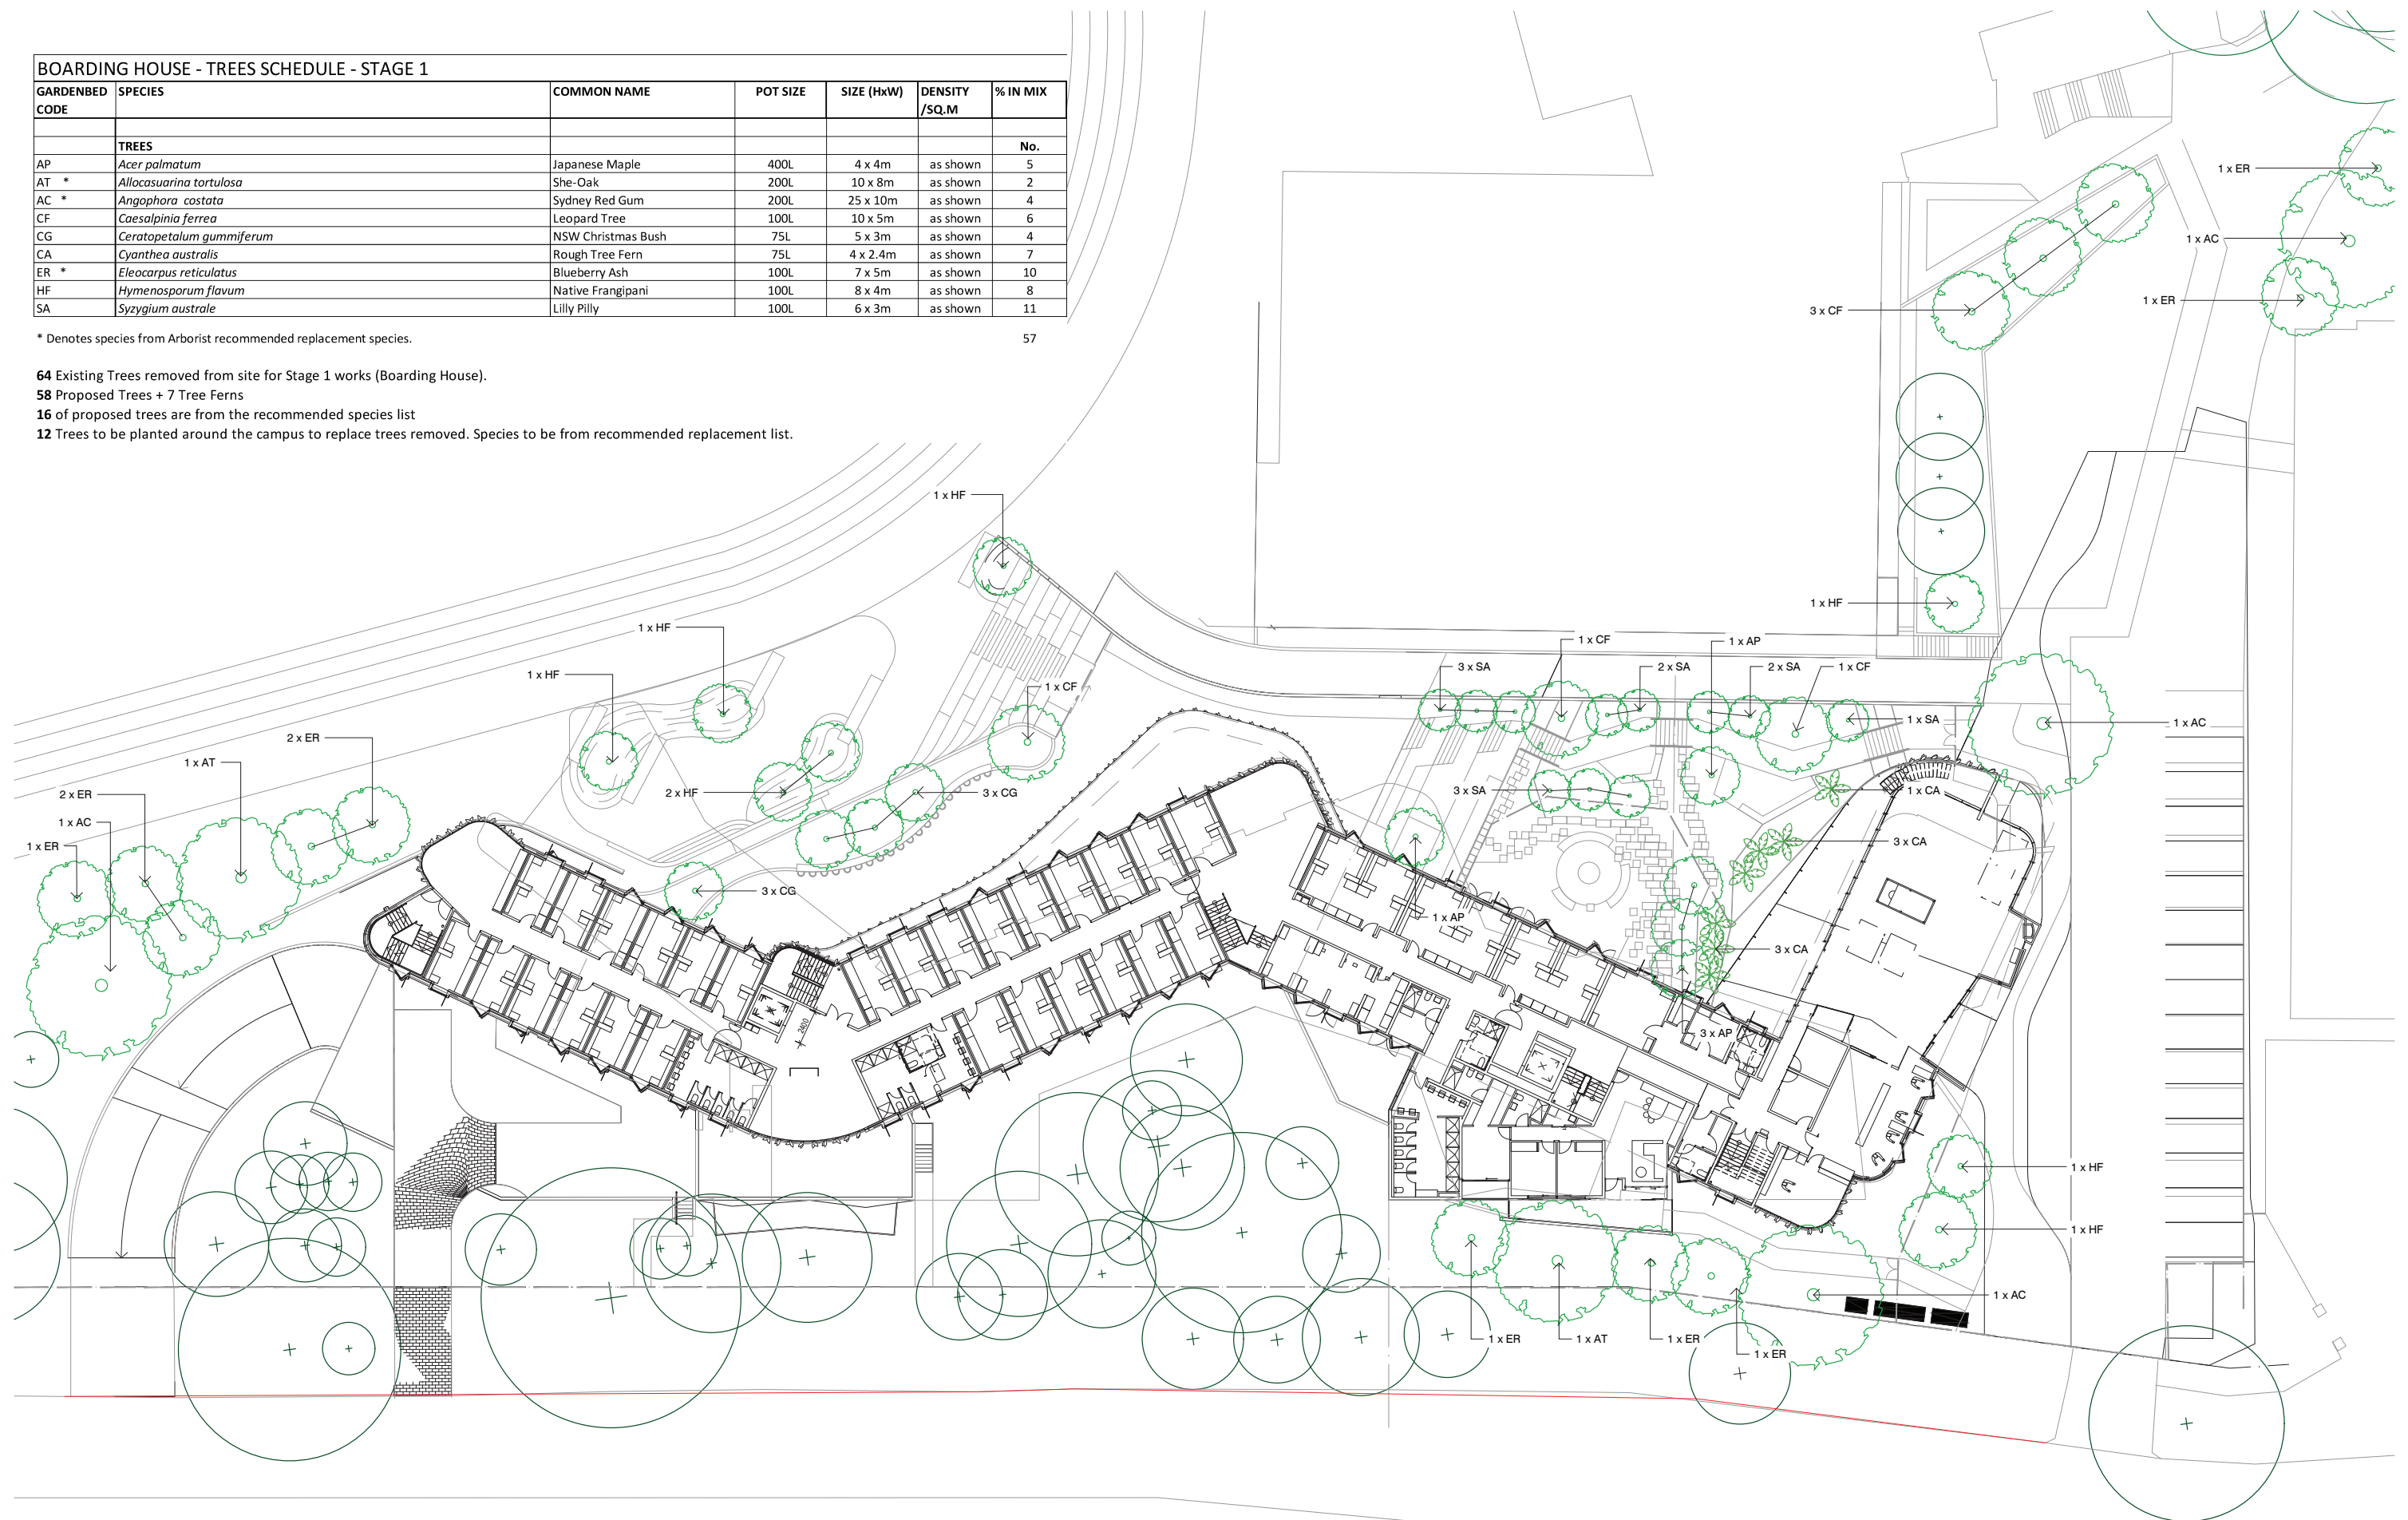 BOARDING HOUSE - TREES SCHEDULE - STAGE 1
GARDENBED CODE SPECIES COMMON NAME POT SIZE SIZE (HxW) DENSITY /SQ.M % IN MIX
TREES No.
AP Acer palmatum Japanese Maple 400L 4 x 4m as shown 5
AT * Allocasuarina tortulosa She-Oak 200L 10 x 8m as shown 2
AC * Angophora costata Sydney Red Gum 200L 25 x 10m as shown 4
CF Caesalpinia ferrea Leopard Tree 100L 10 x 5m as shown 6
CG Ceratopetalum gummiferum NSW Christmas Bush 75L 5 x 3m as shown 4
CA Cyanthea australis Rough Tree Fern 75L 4 x 2.4m as shown 7
ER * Eleocarpus reticulatus Blueberry Ash 100L 7 x 5m as shown 10
HF Hymenosporum flavum Native Frangipani 100L 8 x 4m as shown 8
SA Syzygium australe Lilly Pilly 100L 6 x 3m as shown 11
* Denotes species from Arborist recommended replacement species. 57
64 Existing Trees removed from site for Stage 1 works (Boarding House).
58 Proposed Trees + 7 Tree Ferns
16 of proposed trees are from the recommended species list
12 Trees to be planted around the campus to replace trees removed. Species to be from recommended replacement list.
1 x ER
1 x AC
1 x ER
3 x CF
1 x HF
1 x HF
1 x HF
1 x HF
1 x CF
1 x CF
1 x AP
3 x SA
2 x SA
2 x SA
1 x CF
1 x SA
1 x AC
2 x ER
1 x AT
2 x ER
1 x AC
1 x ER
2 x HF
3 x CG
3 x CG
3 x SA
1 x CA
3 x CA
1 x AP
3 x CA
3 x AP
2400
1 x HF
1 x HF
1 x AC
1 x ER
1 x AT
1 x ER
1 x ER